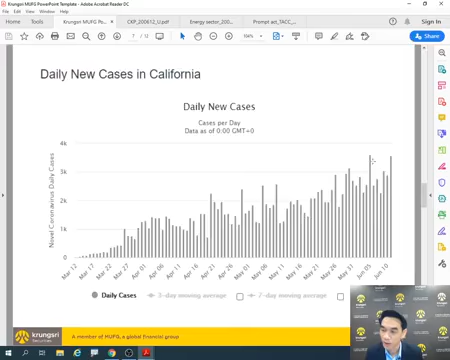 Krungsri MUFG PowerPoint Template - Adobe Acrobat Reader DC
File Edit View Window Help
Home Tools
Krungsri MUFG P...
CKP_200612_U2.pdf
Energy sector_200...
Prompt act_TACC_...
Sign In
7 / 12
Share
Daily New Cases in California
Daily New Cases
Cases per Day
Data as of 0:00 GMT+0
Novel Coronavirus Daily Cases
4k
3k
2k
1k
0
Mar 12
Mar 17
Mar 22
Mar 27
Apr 01
Apr 06
Apr 11
Apr 16
Apr 21
Apr 26
May 01
May 06
May 11
May 16
May 21
May 26
May 31
Jun 05
Jun 10
Daily Cases
3-day moving average
7-day moving average
krungsri
Securities
A member of MUFG, a global financial group
krungsri
krungsri